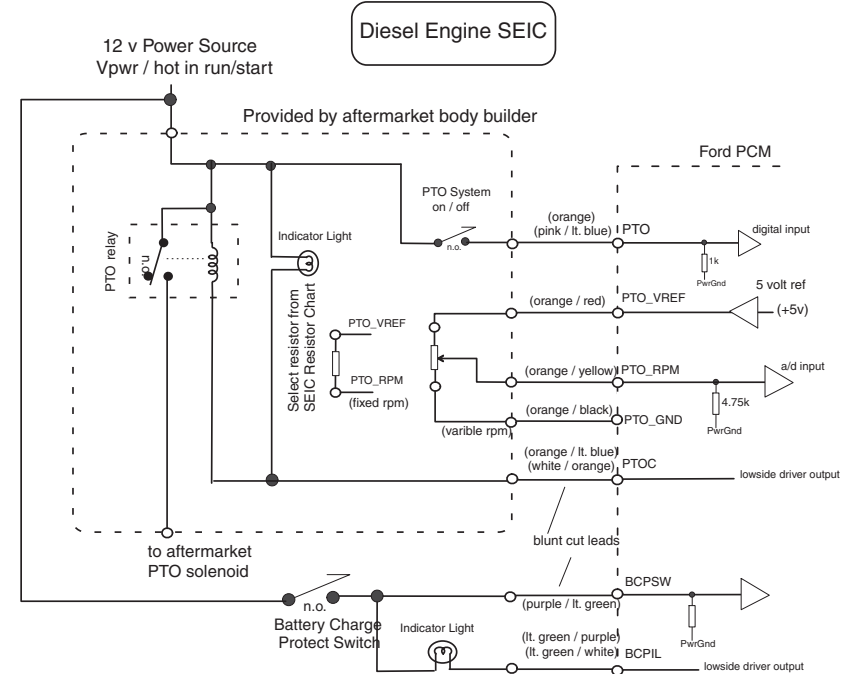 Diesel Engine SEIC
12 v Power Source
Vpwr / hot in run/start
Provided by aftermarket body builder
Ford PCM
PTO System
on / off
n.o.
(orange)
(pink / lt. blue)
PTO
digital input
1k
PwrGnd
PTO relay
n.o.
Indicator Light
Select resistor from
SEIC Resistor Chart
PTO_VREF
PTO_RPM
(fixed rpm)
(orange / red)
PTO_VREF
5 volt ref
(+5v)
(orange / yellow)
PTO_RPM
a/d input
4.75k
PwrGnd
(orange / black)
PTO_GND
(varible rpm)
(orange / lt. blue)
(white / orange)
PTOC
lowside driver output
blunt cut leads
to aftermarket
PTO solenoid
n.o.
Battery Charge
Protect Switch
(purple / lt. green)
BCPSW
PwrGnd
Indicator Light
(lt. green / purple)
(lt. green / white)
BCPIL
lowside driver output